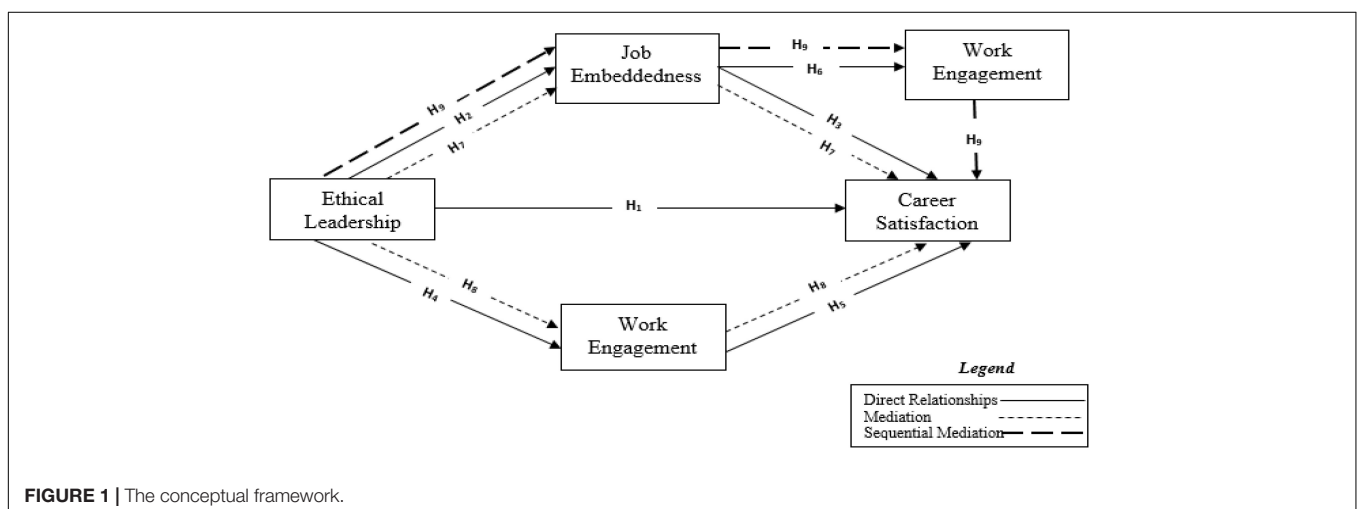 Job
Embeddedness
H₉
H₆
Work
Engagement
H₉
H₂
H₇
H₃
H₇
H₉
Ethical
Leadership
H₁
Career
Satisfaction
H₈
H₄
H₈
H₅
Work
Engagement
Legend
Direct Relationships
Mediation
Sequential Mediation
FIGURE 1 | The conceptual framework.